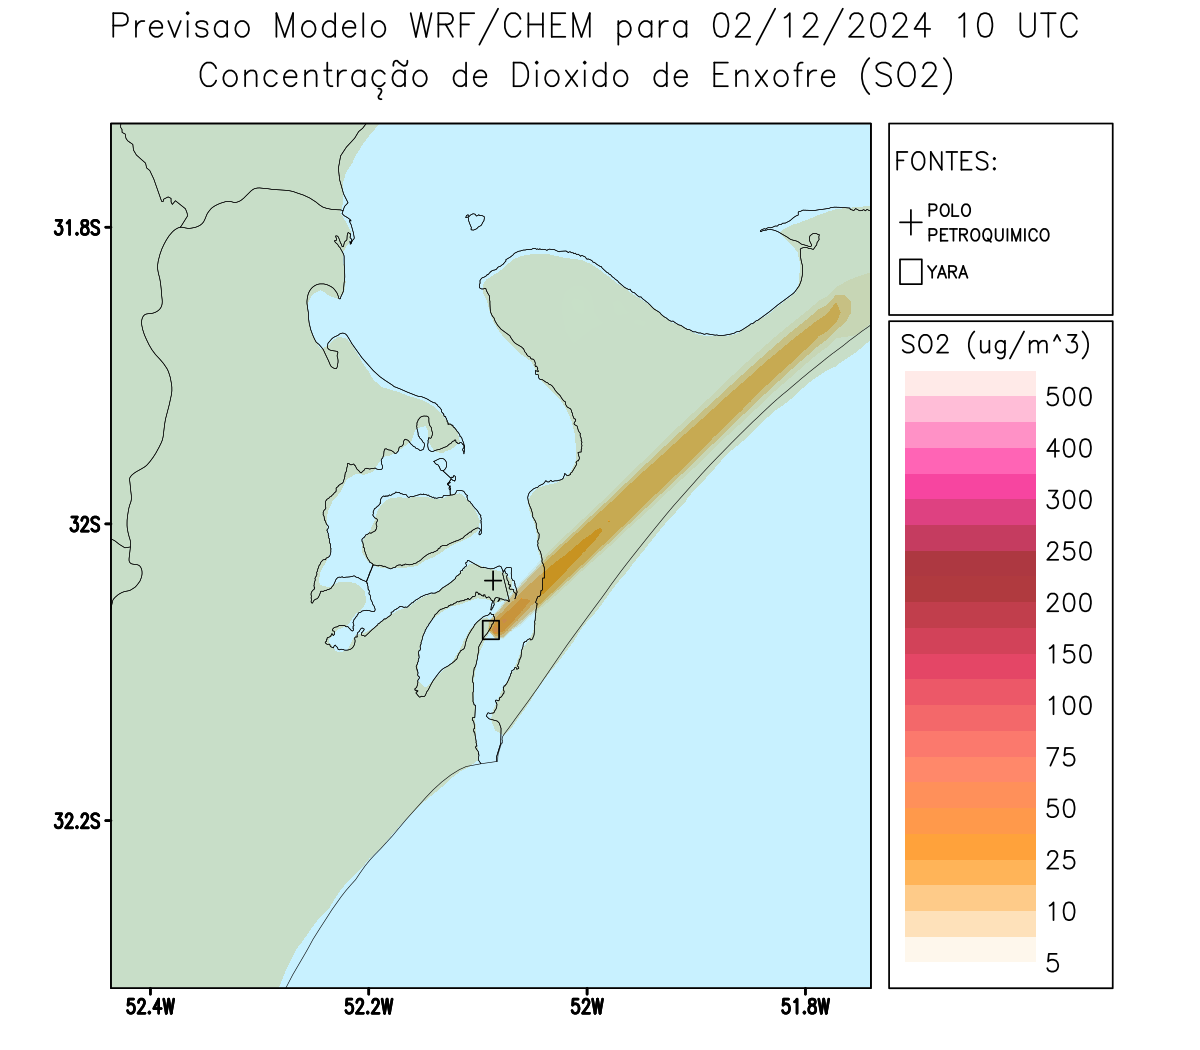 Previsao Modelo WRF/CHEM para 02/12/2024 10 UTC
Concentração de Dioxido de Enxofre (SO2)
FONTES:
POLO
PETROQUIMICO
YARA
31.8S
32S
32.2S
52.4W
52.2W
52W
51.8W
SO2 (ug/m^3)
500
400
300
250
200
150
100
75
50
25
10
5